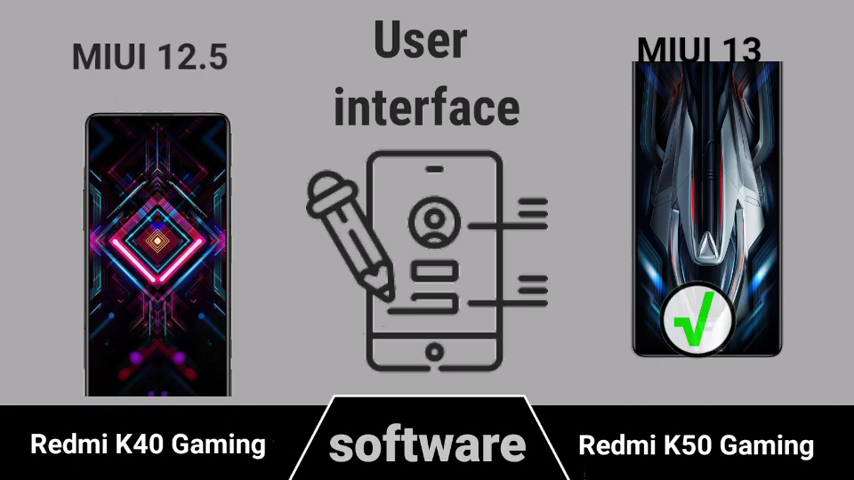 MIUI 12.5
User
interface
MIUI 13
Redmi K40 Gaming
software
Redmi K50 Gaming